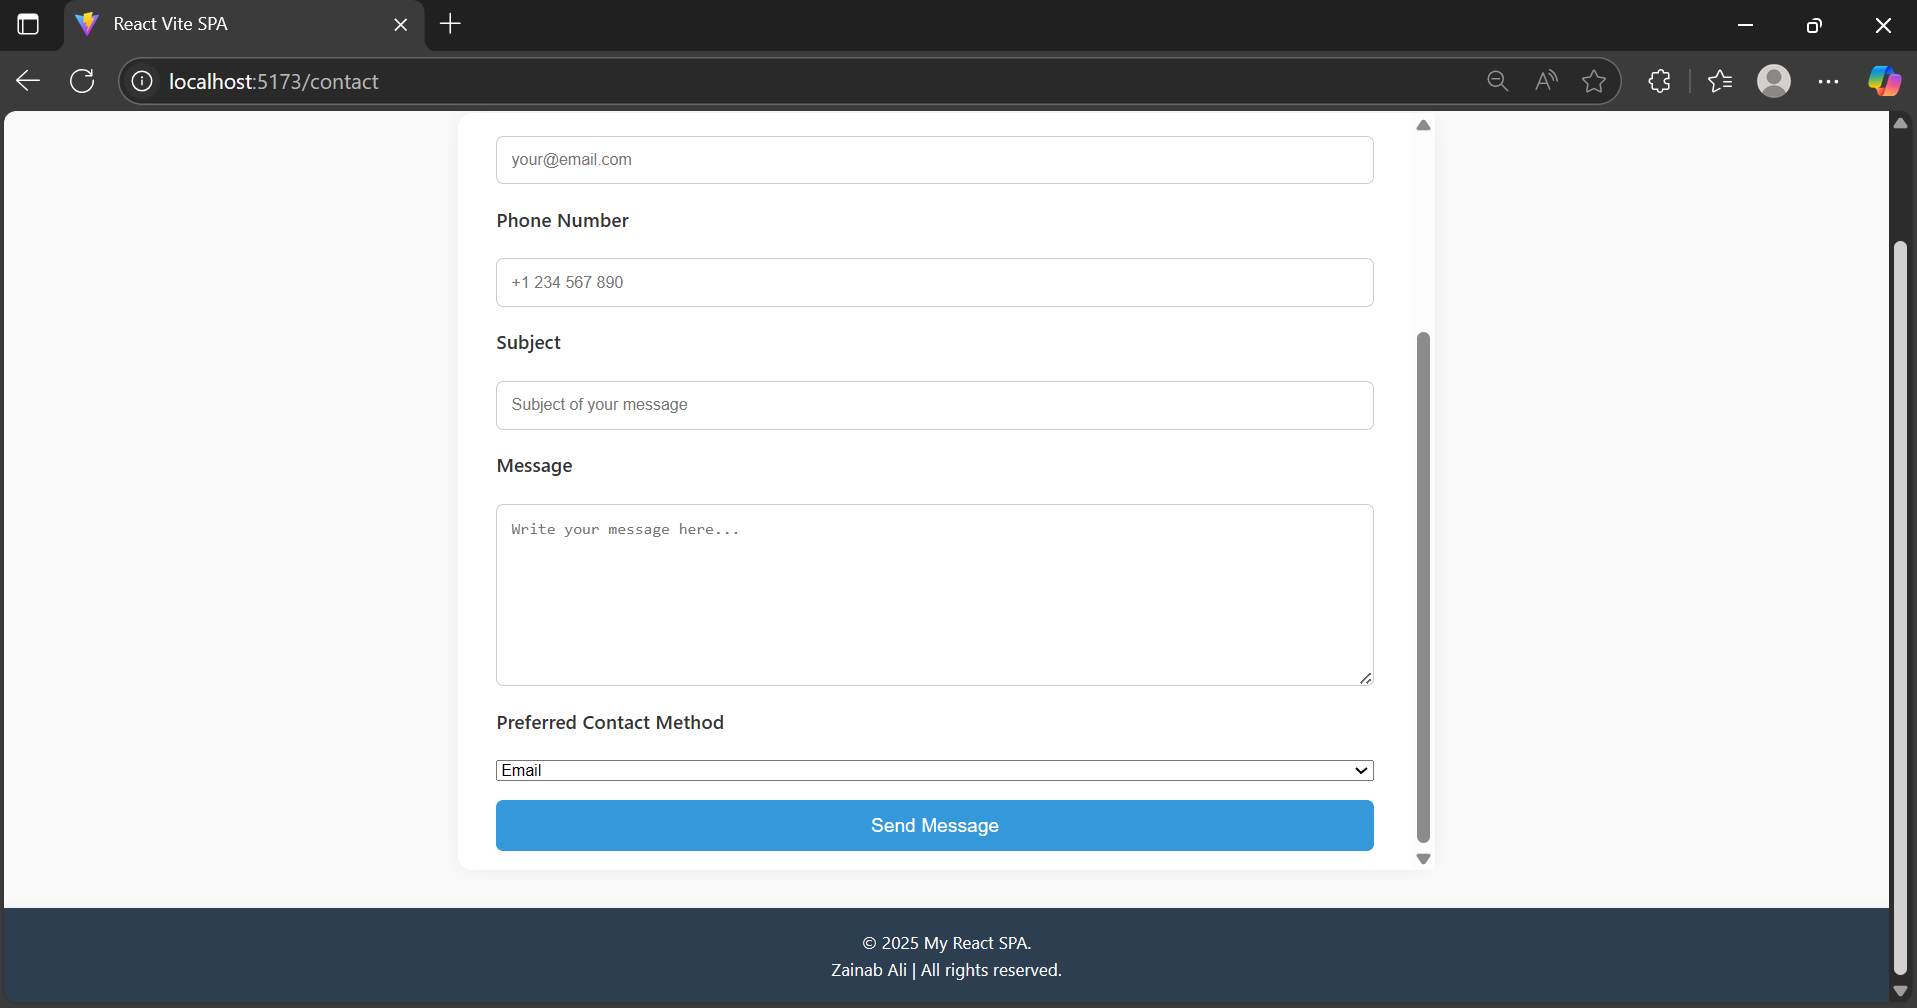 React Vite SPA
localhost:5173/contact
your@email.com
Phone Number
+1 234 567 890
Subject
Subject of your message
Message
Write your message here...
Preferred Contact Method
Email
Send Message
© 2025 My React SPA.
Zainab Ali | All rights reserved.